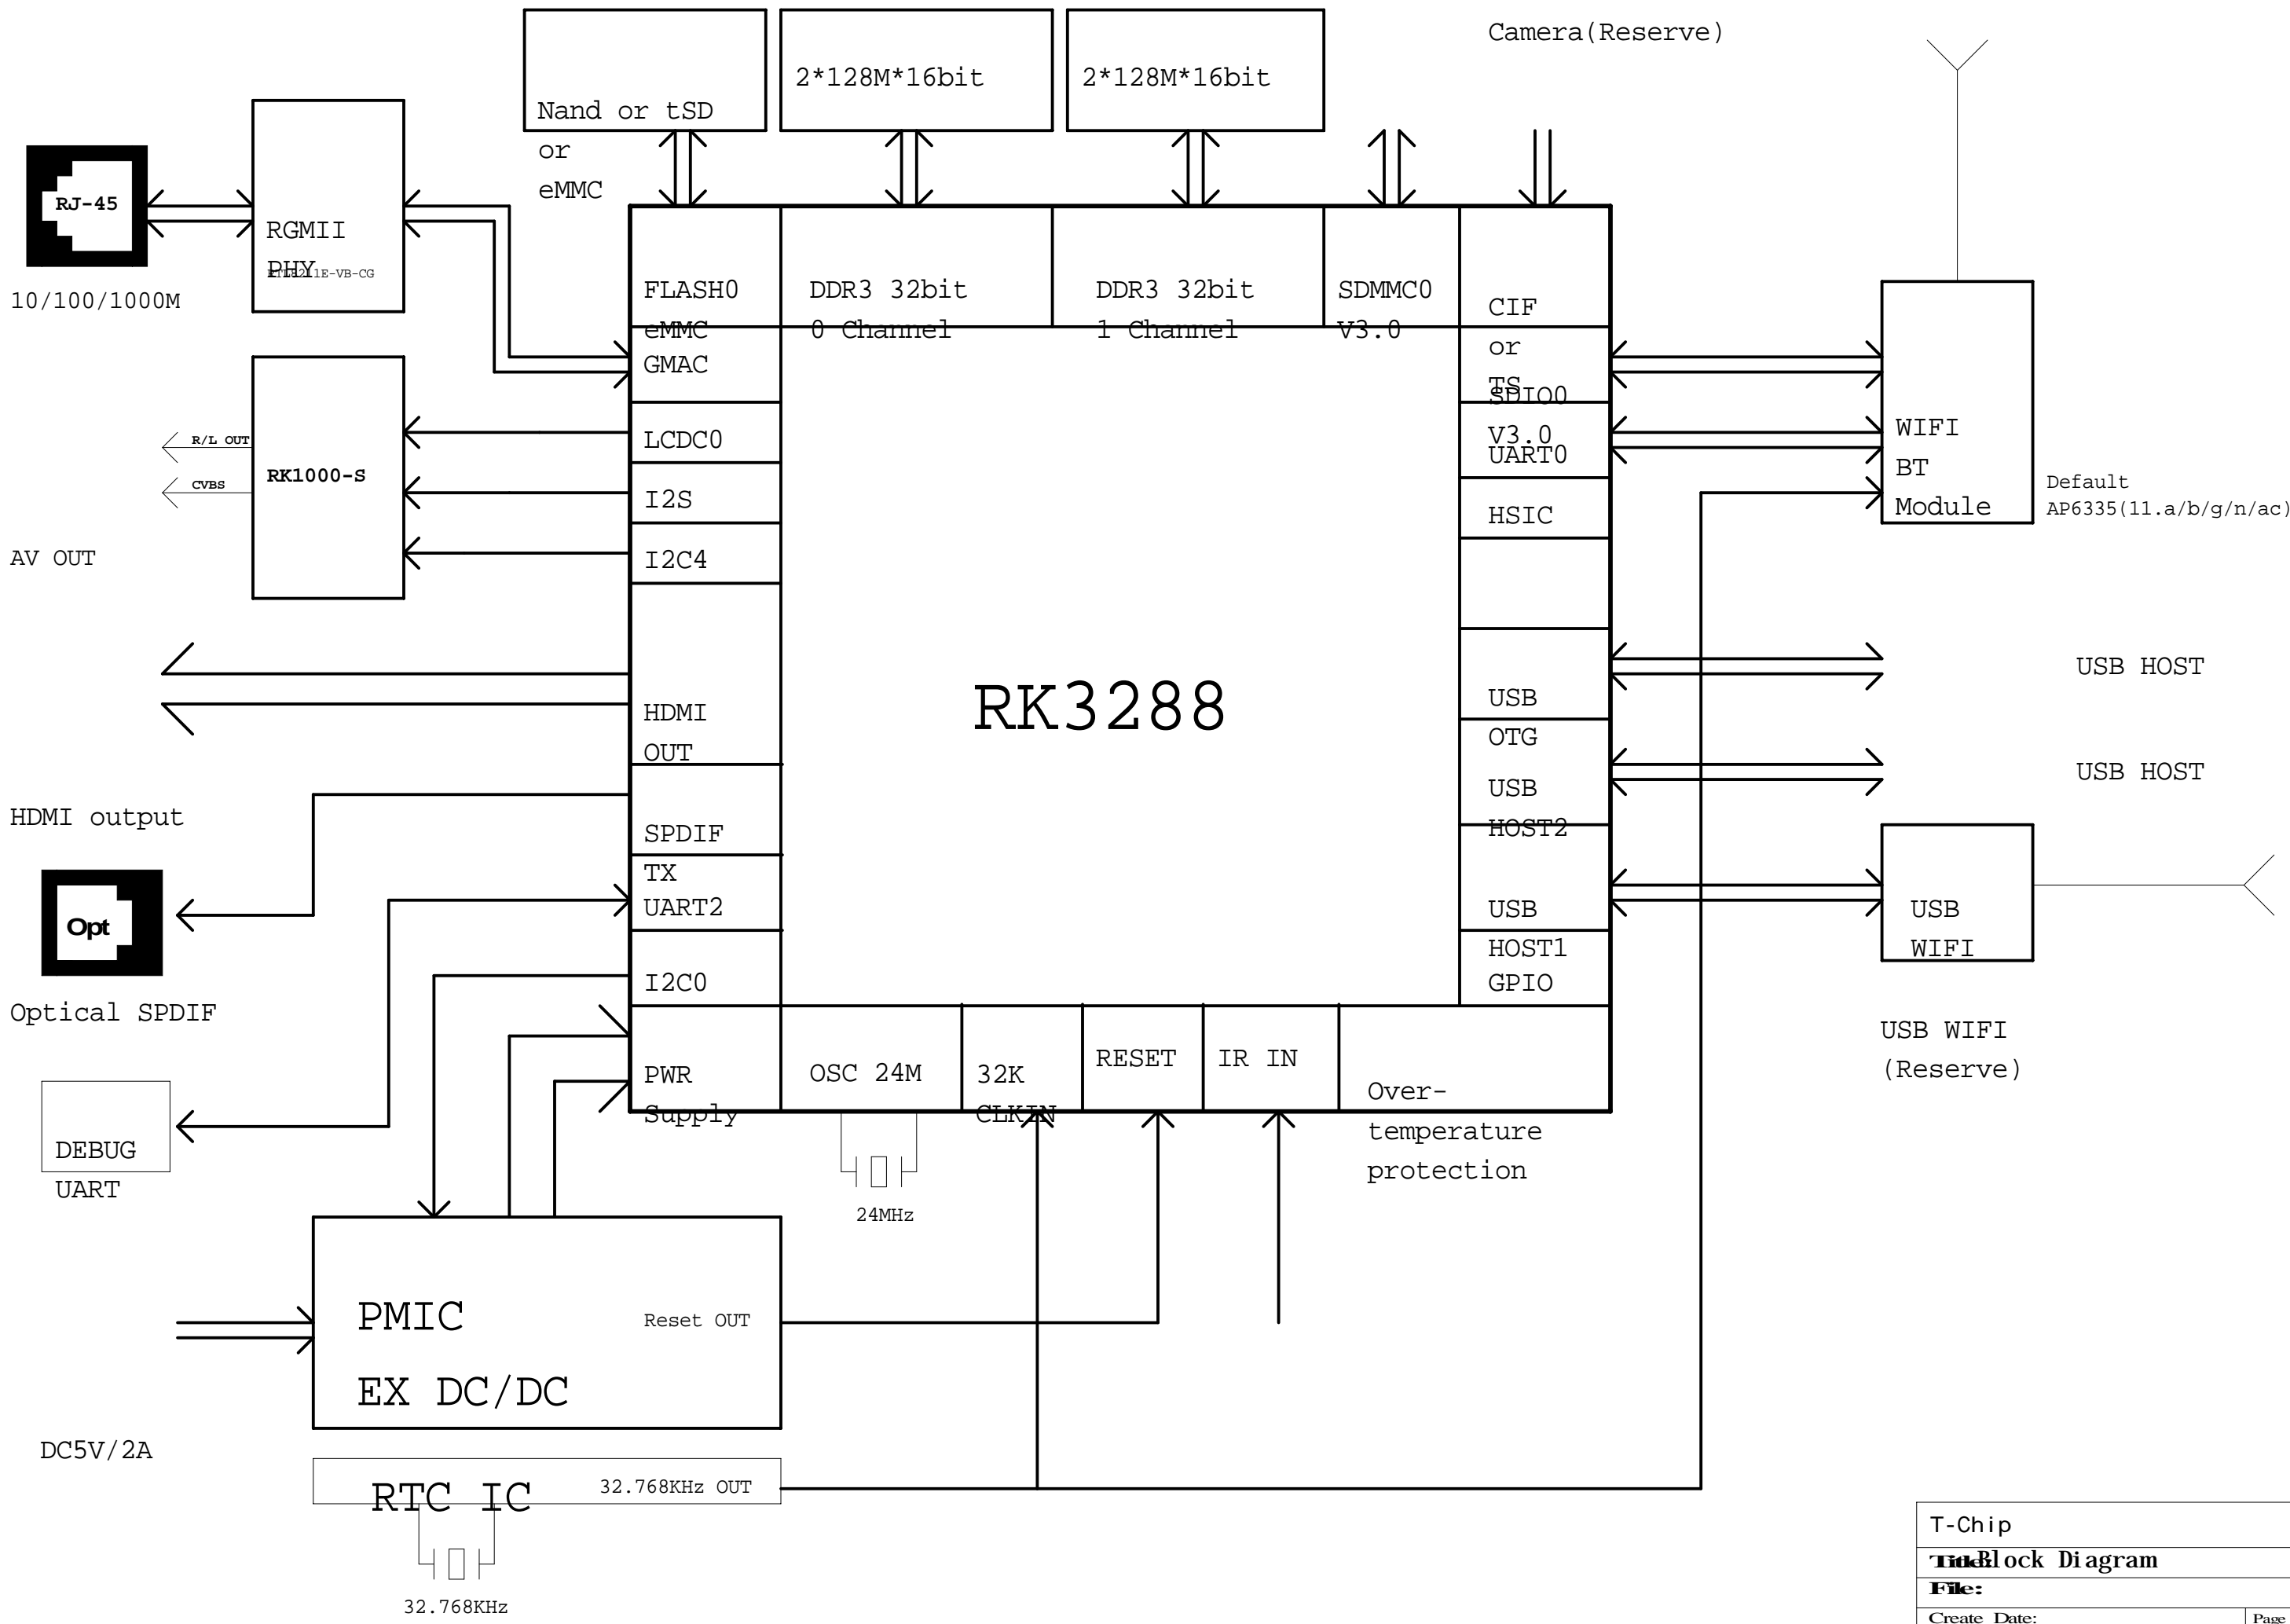 Camera(Reserve)
2*128M*16bit
2*128M*16bit
Nand or tSD
or
eMMC
RJ-45
10/100/1000M
RGMII
PHY
FLASH0
eMMC
DDR3 32bit
0 Channel
DDR3 32bit
1 Channel
SDMMC0
V3.0
CIF
or
TS
GMAC
LCDC0
I2S
I2C4
HDMI
OUT
SPDIF
TX
UART2
I2C0
PWR
Supply
OSC 24M
32K
CLKIN
RESET
IR IN
Over-
temperature
protection
SDIO0
V3.0
UART0
HSIC
USB
OTG
USB
HOST2
USB
HOST1
GPIO
RK3288
R/L OUT
CVBS
RK1000-S
AV OUT
HDMI output
Opt
Optical SPDIF
DEBUG
UART
WIFI
BT
Module
Default
AP6335(11.a/b/g/n/ac)
USB HOST
USB HOST
USB
WIFI
USB WIFI
(Reserve)
24MHz
PMIC
EX DC/DC
Reset OUT
DC5V/2A
RTC IC
32.768KHz OUT
32.768KHz
T-Chip
Title:Block Diagram
File:
Create Date:
Page